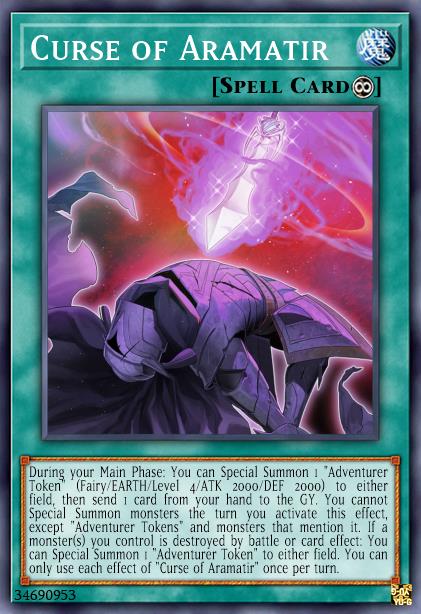 Curse of Aramatir
[Spell Card]
During your Main Phase: You can Special Summon 1 "Adventurer
Token" (Fairy/EARTH/Level 4/ATK 2000/DEF 2000) to either
field, then send 1 card from your hand to the GY. You cannot
Special Summon monsters the turn you activate this effect,
except "Adventurer Tokens" and monsters that mention it. If a
monster(s) you control is destroyed by battle or card effect: You
can Special Summon 1 "Adventurer Token" to either field. You can
only use each effect of "Curse of Aramatir" once per turn.
34690953